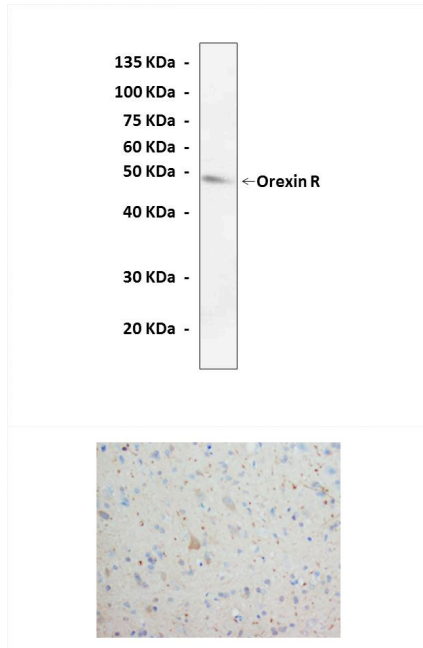 135 KDa -
100 KDa -
75 KDa -
60 KDa -
50 KDa -
←Orexin R
40 KDa -
30 KDa -
20 KDa -